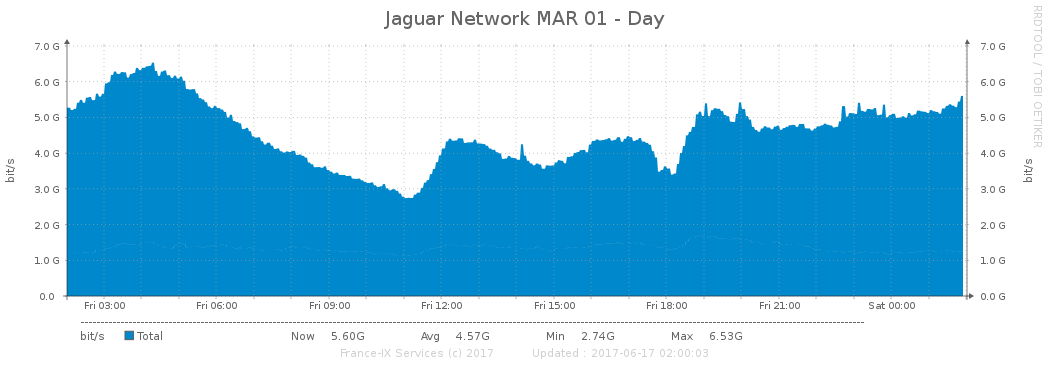 Jaguar Network MAR 01 - Day
RRDTOOL / TOBI OETIKER
7.0 G 7.0 G
6.0 G 6.0 G
5.0 G 5.0 G
4.0 G 4.0 G
3.0 G 3.0 G
2.0 G 2.0 G
1.0 G 1.0 G
0.0 0.0 G
bit/s bit/s
Fri 03:00 Fri 06:00 Fri 09:00 Fri 12:00 Fri 15:00 Fri 18:00 Fri 21:00 Sat 00:00
bit/s Total Now 5.60G Avg 4.57G Min 2.74G Max 6.53G
France-IX Services (c) 2017 Updated : 2017-06-17 02:00:03